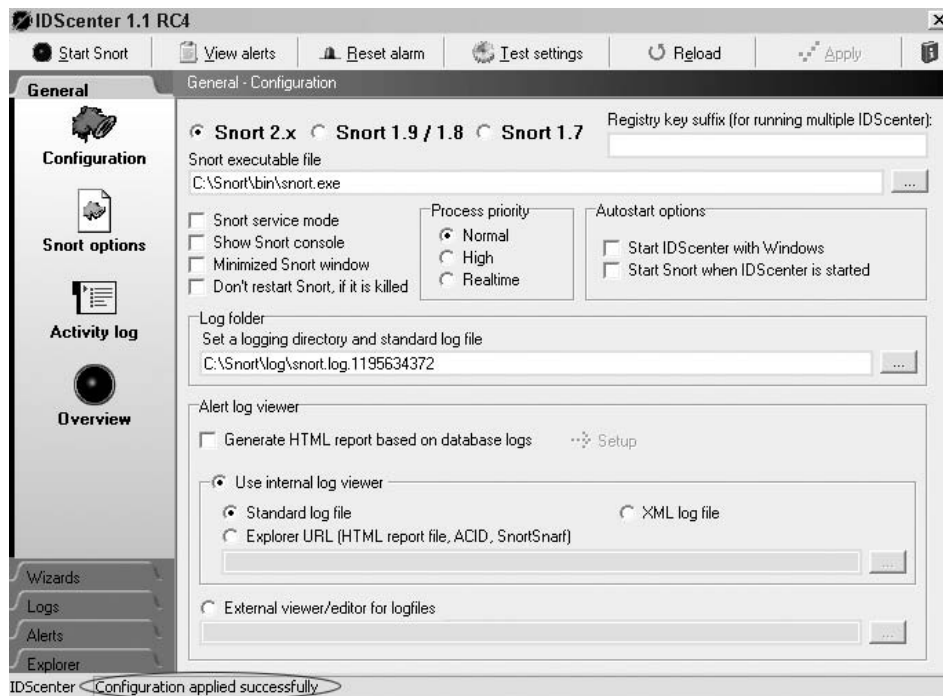 IDScenter 1.1 RC4
Start Snort View alerts Reset alarm Test settings Reload Apply
General
General - Configuration
Configuration
Snort options
Activity log
Overview
Snort 2.x Snort 1.9 / 1.8 Snort 1.7
Registry key suffix (for running multiple IDScenter):
Snort executable file
C:\Snort\bin\snort.exe
...
Snort service mode
Show Snort console
Minimized Snort window
Don't restart Snort, if it is killed
Process priority
Normal
High
Realtime
Autostart options
Start IDScenter with Windows
Start Snort when IDScenter is started
Log folder
Set a logging directory and standard log file
C:\Snort\log\snort.log.1195634372
...
Alert log viewer
Generate HTML report based on database logs Setup
Use internal log viewer
Standard log file XML log file
Explorer URL (HTML report file, ACID, SnortSnarf)
...
External viewer/editor for logfiles
...
Wizards
Logs
Alerts
Explorer
IDScenter Configuration applied successfully